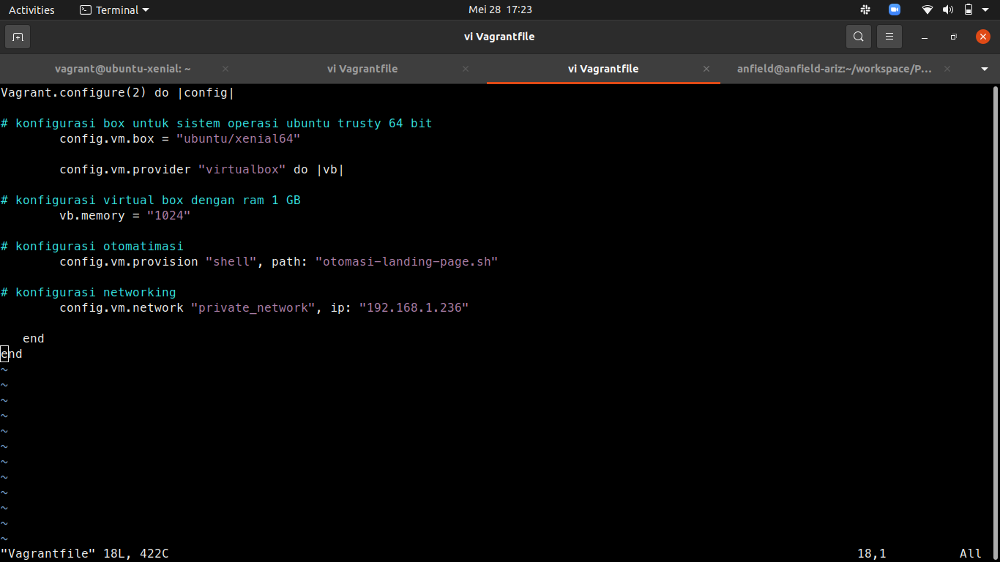 Activities Terminal Mei 28 17:23
vi Vagrantfile
vagrant@ubuntu-xenial: ~ vi Vagrantfile vi Vagrantfile anfield@anfield-ariz:~/workspace/P...
Vagrant.configure(2) do |config|
# konfigurasi box untuk sistem operasi ubuntu trusty 64 bit
config.vm.box = "ubuntu/xenial64"
config.vm.provider "virtualbox" do |vb|
# konfigurasi virtual box dengan ram 1 GB
vb.memory = "1024"
# konfigurasi otomatimasi
config.vm.provision "shell", path: "otomasi-landing-page.sh"
# konfigurasi networking
config.vm.network "private_network", ip: "192.168.1.236"
end
end
~
~
~
~
~
~
~
~
~
~
~
~
"Vagrantfile" 18L, 422C 18,1 All